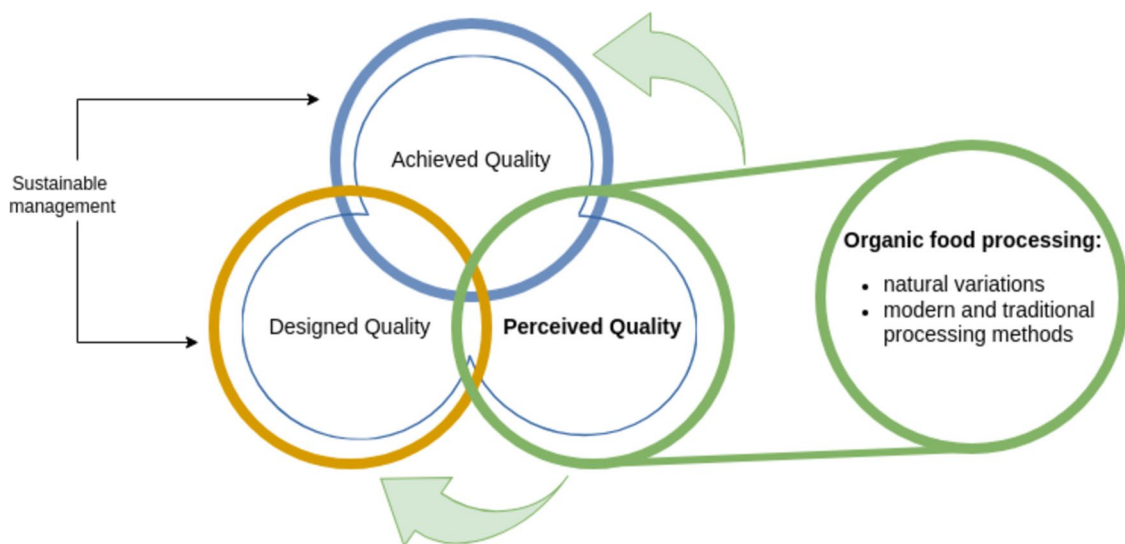 Achieved Quality
Sustainable
management
Designed Quality
Perceived Quality
Organic food processing:
• natural variations
• modern and traditional
processing methods